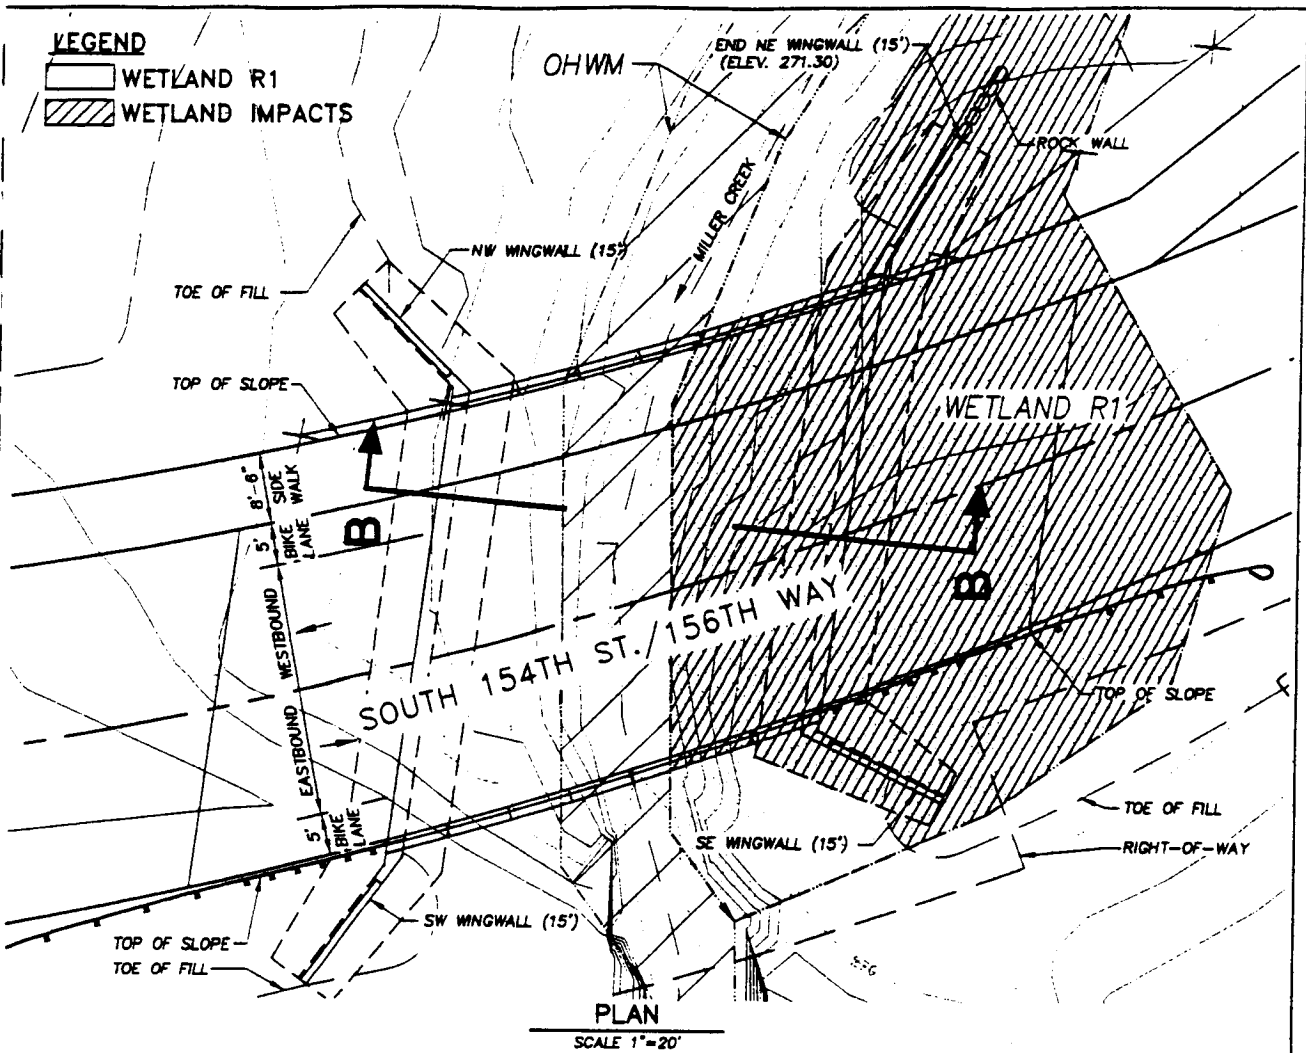 LEGEND
WETLAND R1
WETLAND IMPACTS
OHWM
END NE WINGWALL (15')
(ELEV. 271.30)
ROCK WALL
MILLER CREEK
NW WINGWALL (15')
TOE OF FILL
TOP OF SLOPE
WETLAND R1
8'-6"
SIDE
WALK
5'
BIKE
LANE
B
B
WESTBOUND
SOUTH 154TH ST./156TH WAY
EASTBOUND
TOP OF SLOPE
5'
BIKE
LANE
TOE OF FILL
SE WINGWALL (15')
RIGHT-OF-WAY
SW WINGWALL (15')
TOP OF SLOPE
TOE OF FILL
PLAN
SCALE 1"=20'